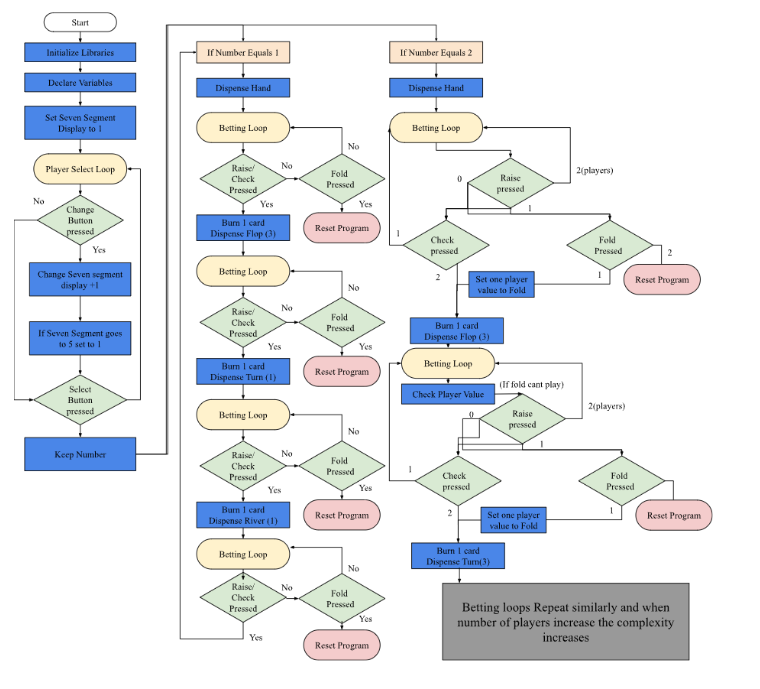 Start
Initialize Libraries
Declare Variables
Set Seven Segment
Display to 1
Player Select Loop
No
Change
Button
pressed
Yes
Change Seven segment
display +1
If Seven Segment goes
to 5 set to 1
Select
Button
pressed
Keep Number
If Number Equals 1
Dispense Hand
Betting Loop
No
Raise/
Check
Pressed
No
Fold
Pressed
Yes
Yes
Burn 1 card
Dispense Flop (3)
Reset Program
Betting Loop
No
Raise/
Check
Pressed
No
Fold
Pressed
Yes
Yes
Burn 1 card
Dispense Turn (1)
Reset Program
Betting Loop
No
Raise/
Check
Pressed
No
Fold
Pressed
Yes
Yes
Burn 1 card
Dispense River (1)
Reset Program
Betting Loop
No
Raise/
Check
Pressed
No
Fold
Pressed
Yes
Yes
Reset Program
If Number Equals 2
Dispense Hand
Betting Loop
0
Raise
pressed
2(players)
1
1
Check
pressed
Fold
Pressed
2
2
1
Set one player
value to Fold
Reset Program
Burn 1 card
Dispense Flop (3)
Betting Loop
Check Player Value
(If fold cant play)
0
Raise
pressed
2(players)
1
1
Check
pressed
Fold
Pressed
2
1
Set one player
value to Fold
Reset Program
Burn 1 card
Dispense Turn(3)
Betting loops Repeat similarly and when
number of players increase the complexity
increases